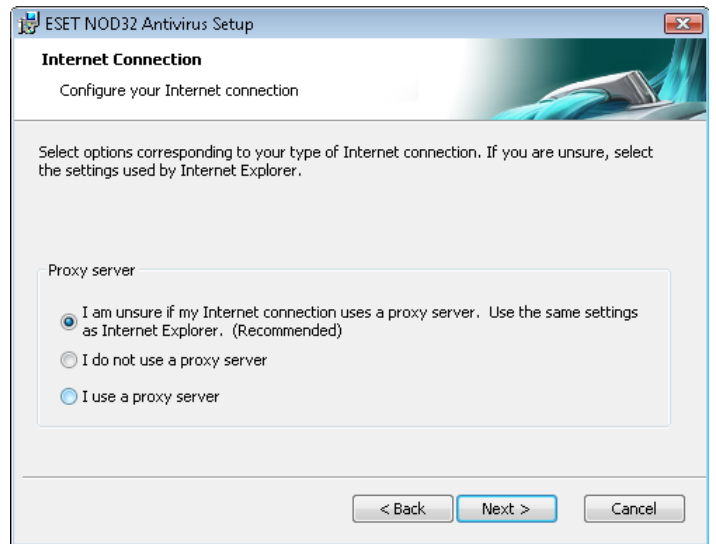 ESET NOD32 Antivirus Setup
Internet Connection
Configure your Internet connection
Select options corresponding to your type of Internet connection. If you are unsure, select
the settings used by Internet Explorer.
Proxy server
I am unsure if my Internet connection uses a proxy server.  Use the same settings
as Internet Explorer.  (Recommended)
I do not use a proxy server
I use a proxy server
< Back
Next >
Cancel